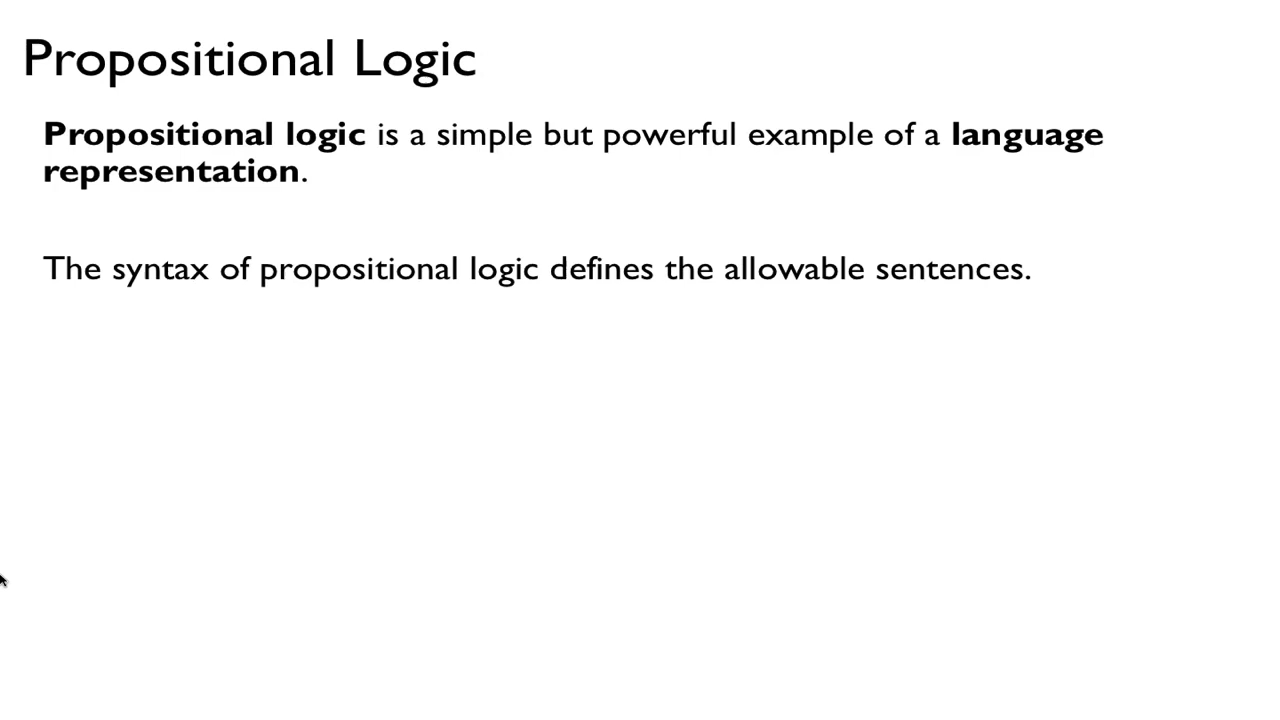 Propositional Logic
Propositional logic is a simple but powerful example of a language
representation.
The syntax of propositional logic defines the allowable sentences.